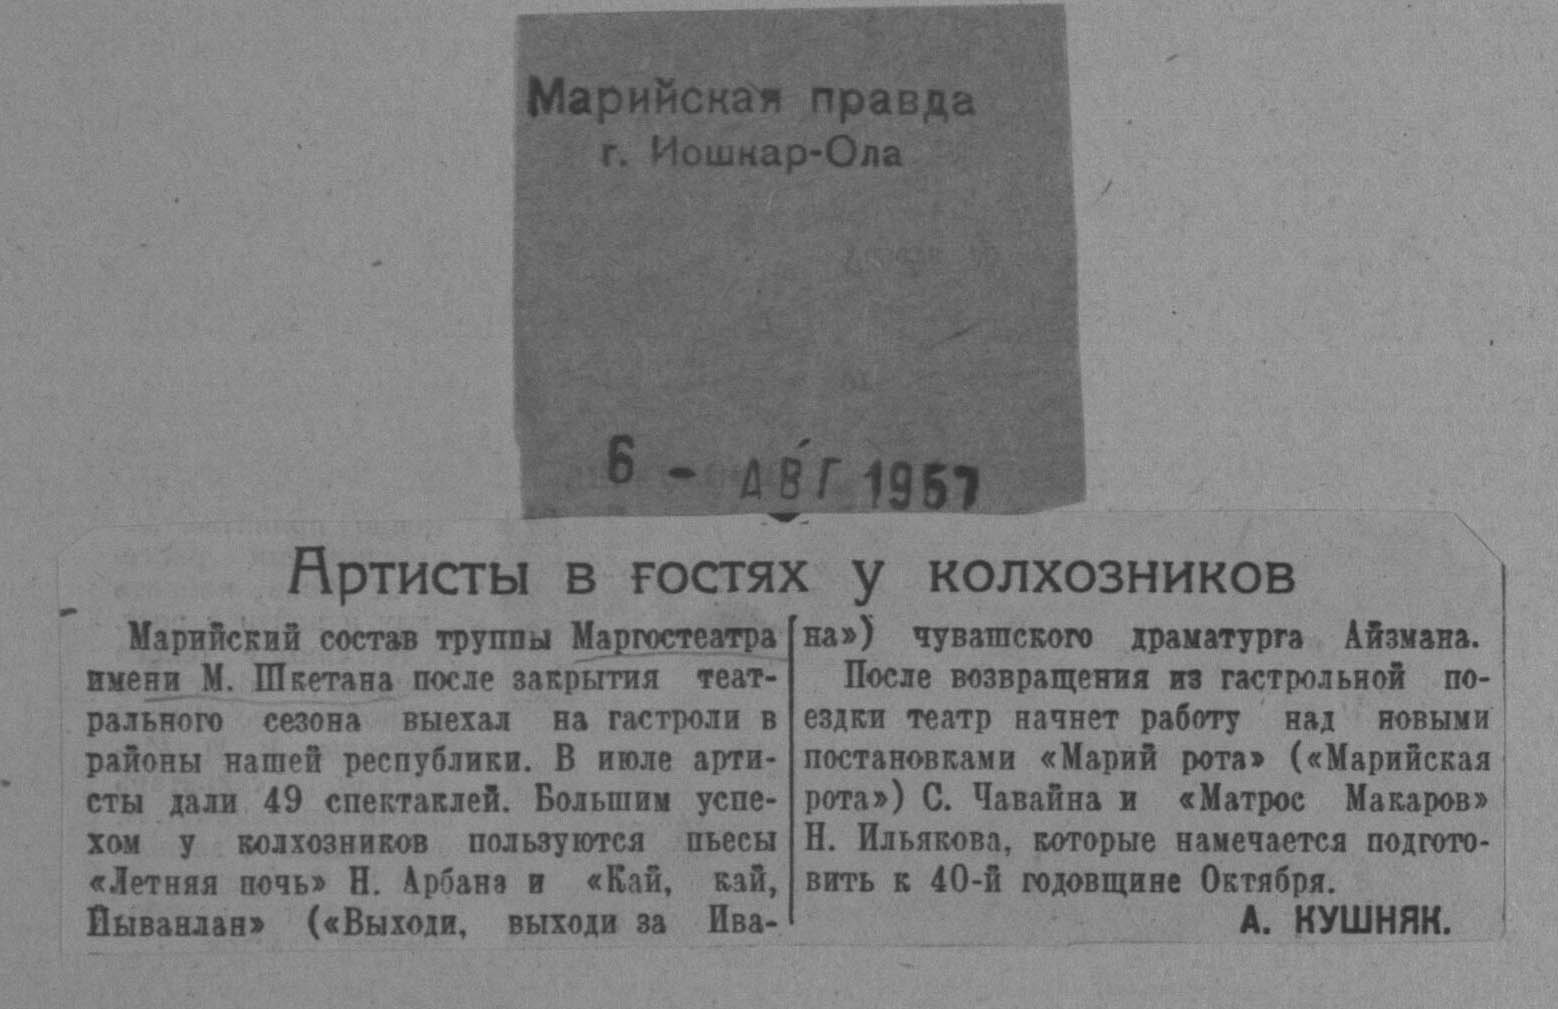 Марийская правда
г. Йошкар-Ола
6 - АВГ 1957
Артисты в гостях у колхозников
Марийский состав труппы Маргостеатра
имени М. Шкетана после закрытия теат-
рального сезона выехал на гастроли в
районы нашей республики. В июле арти-
сты дали 49 спектаклей. Большим успе-
хом у колхозников пользуются пьесы
«Летняя ночь» Н. Арбана и «Кай, кай,
Йыванлан» («Выходи, выходи за Ива-
на») чувашского драматурга Айзмана.
После возвращения из гастрольной по-
ездки театр начнет работу над новыми
постановками «Марий рота» («Марийская
рота») С. Чавайна и «Матрос Макаров»
Н. Ильякова, которые намечается подгото-
вить к 40-й годовщине Октября.
А. КУШНЯК.